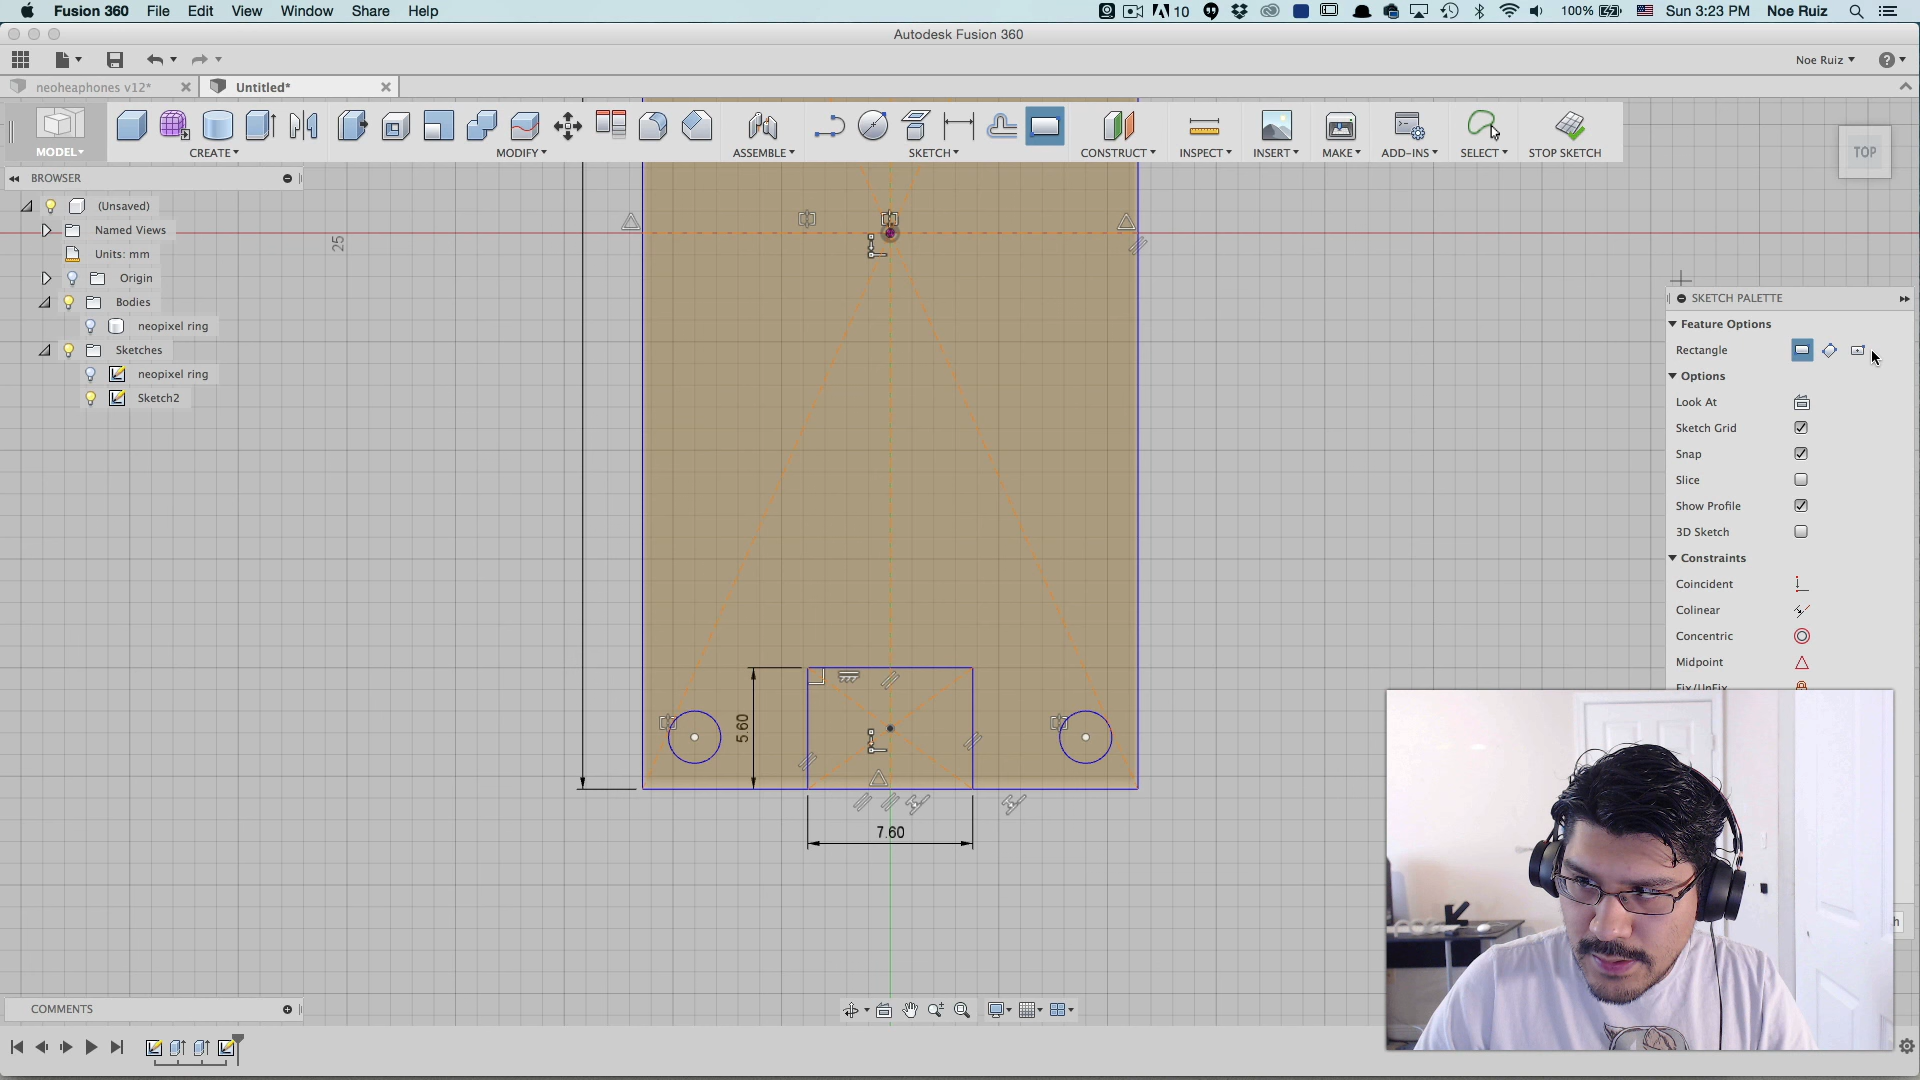 Fusion 360 File Edit View Window Share Help 10 100% Sun 3:23 PM Noe Ruiz
Autodesk Fusion 360
Noe Ruiz
neoheaphones v12*
Untitled*
MODEL
CREATE
MODIFY
ASSEMBLE
SKETCH
CONSTRUCT
INSPECT
INSERT
MAKE
ADD-INS
SELECT
STOP SKETCH
TOP
BROWSER
(Unsaved)
Named Views
Units: mm
Origin
Bodies
neopixel ring
Sketches
neopixel ring
Sketch2
25
5.60
7.60
SKETCH PALETTE
Feature Options
Rectangle
Options
Look At
Sketch Grid
Snap
Slice
Show Profile
3D Sketch
Constraints
Coincident
Colinear
Concentric
Midpoint
Fix/UnFix
COMMENTS